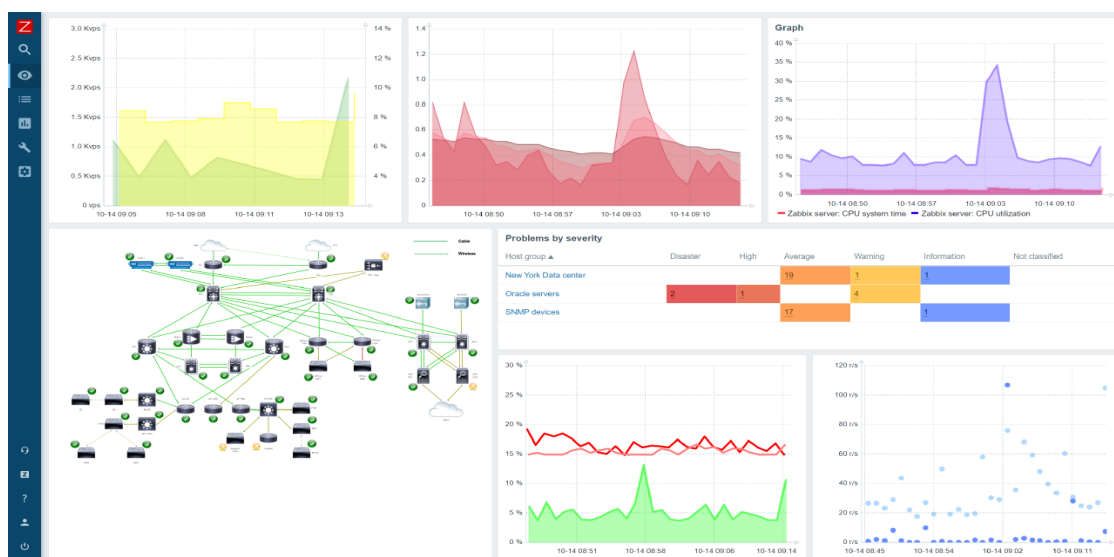 Z
3.0 Kvps
2.5 Kvps
2.0 Kvps
1.5 Kvps
1.0 Kvps
0.5 Kvps
0 vps
14 %
12 %
10 %
8 %
6 %
4 %
10-14 09:05 10-14 09:08 10-14 09:11 10-14 09:13
1.4
1.2
1.0
0.8
0.6
0.4
0.2
0
10-14 08:50 10-14 08:57 10-14 09:03 10-14 09:10
Graph
40 %
35 %
30 %
25 %
20 %
15 %
10 %
5 %
0 %
10-14 08:50 10-14 08:57 10-14 09:03 10-14 09:10
Zabbix server: CPU system time Zabbix server: CPU utilization
Cable
Wireless
Problems by severity
Host group ▲ Disaster High Average Warning Information Not classified
New York Data center 19 1 1
Oracle servers 2 1 4
SNMP devices 17 1
30 %
25 %
20 %
15 %
10 %
5 %
0 %
10-14 08:51 10-14 08:58 10-14 09:06 10-14 09:14
120 r/s
100 r/s
80 r/s
60 r/s
40 r/s
20 r/s
0 r/s
10-14 08:45 10-14 08:54 10-14 09:02 10-14 09:11
Z
?